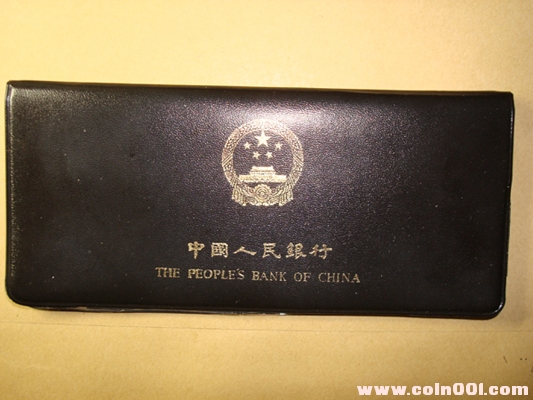 中國人民銀行
THE PEOPLE'S BANK OF CHINA
www.coin001.com